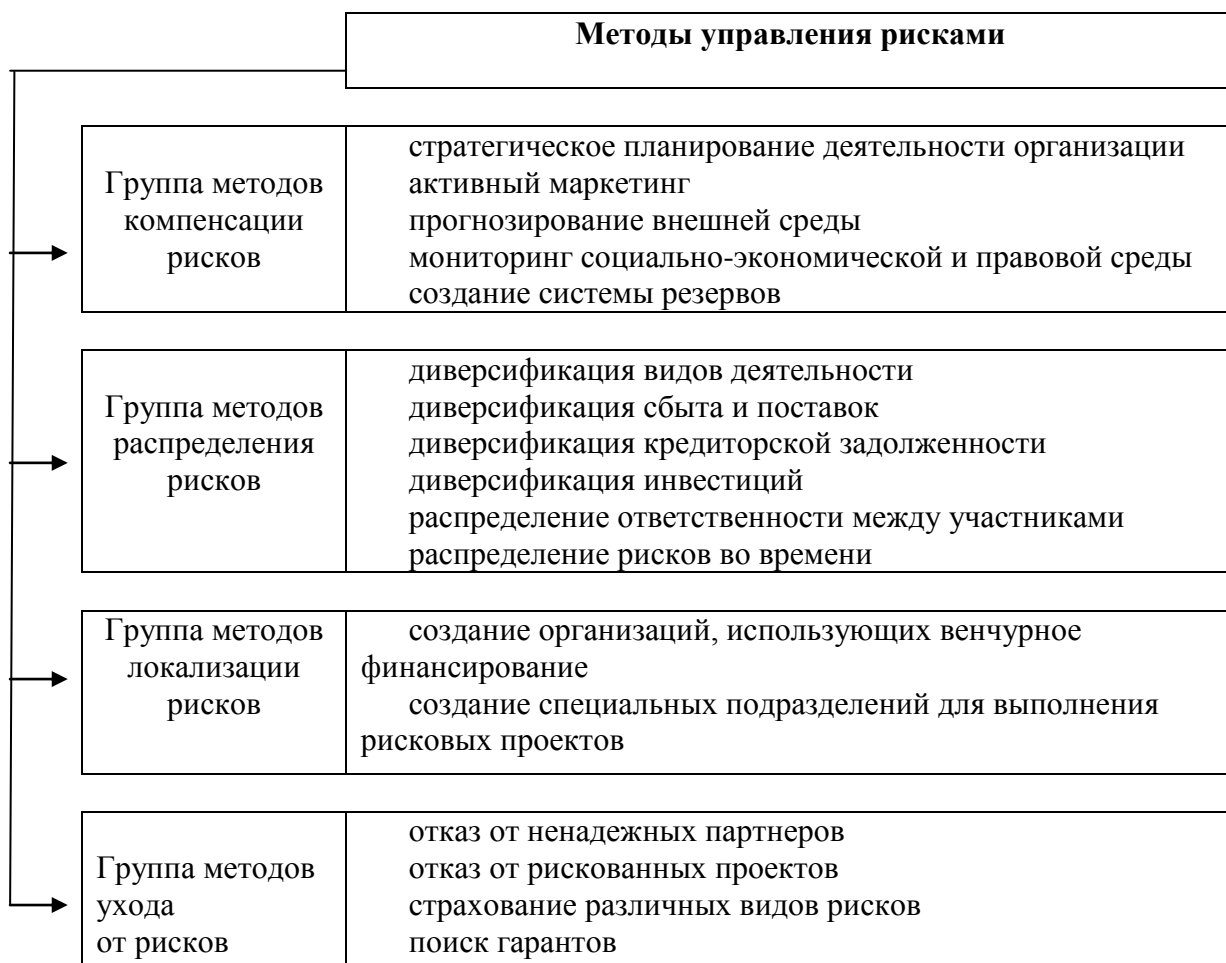 Методы управления рисками
Группа методов
компенсации
рисков
стратегическое планирование деятельности организации
активный маркетинг
прогнозирование внешней среды
мониторинг социально-экономической и правовой среды
создание системы резервов
Группа методов
распределения
рисков
диверсификация видов деятельности
диверсификация сбыта и поставок
диверсификация кредиторской задолженности
диверсификация инвестиций
распределение ответственности между участниками
распределение рисков во времени
Группа методов
локализации
рисков
создание организаций, использующих венчурное
финансирование
создание специальных подразделений для выполнения
рисковых проектов
Группа методов
ухода
от рисков
отказ от ненадежных партнеров
отказ от рискованных проектов
страхование различных видов рисков
поиск гарантов